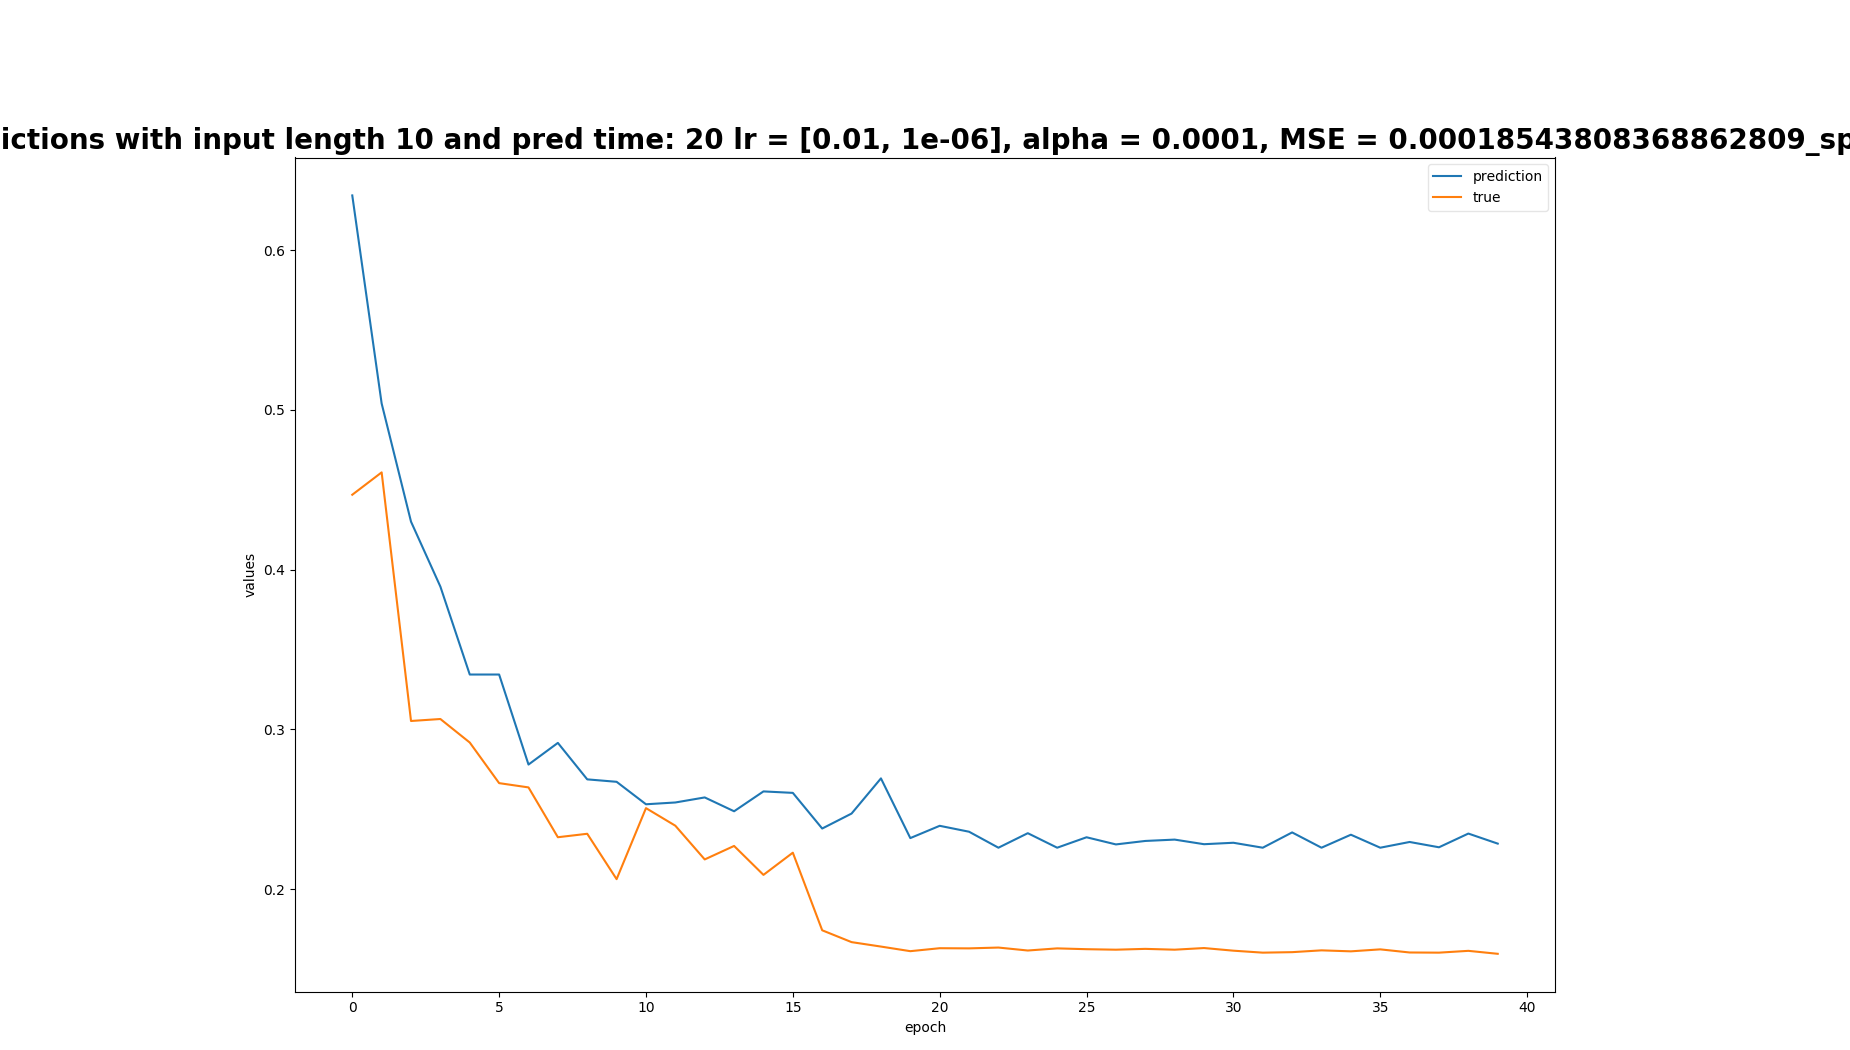 ictions with input length 10 and pred time: 20 lr = [0.01, 1e-06], alpha = 0.0001, MSE = 0.00018543808368862809_sp
prediction
true
0.6
0.5
0.4
0.3
0.2
values
0 5 10 15 20 25 30 35 40
epoch